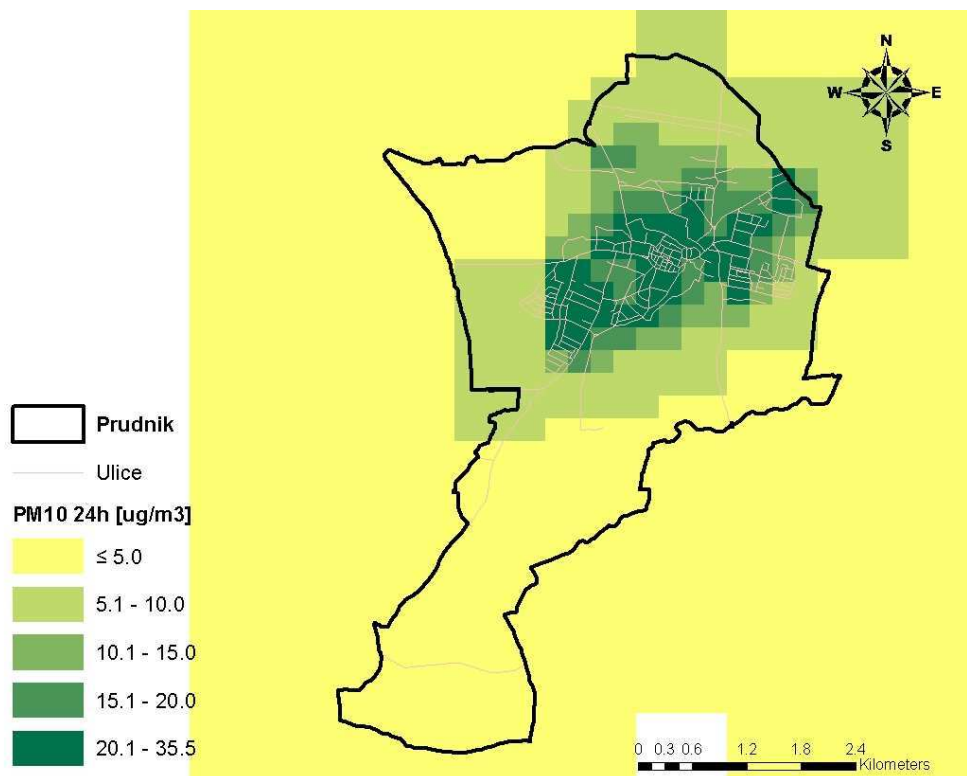 N
W E
S
Prudnik
Ulice
PM10 24h [ug/m3]
≤ 5.0
5.1 - 10.0
10.1 - 15.0
15.1 - 20.0
20.1 - 35.5
0 0.3 0.6 1.2 1.8 2.4
Kilometers